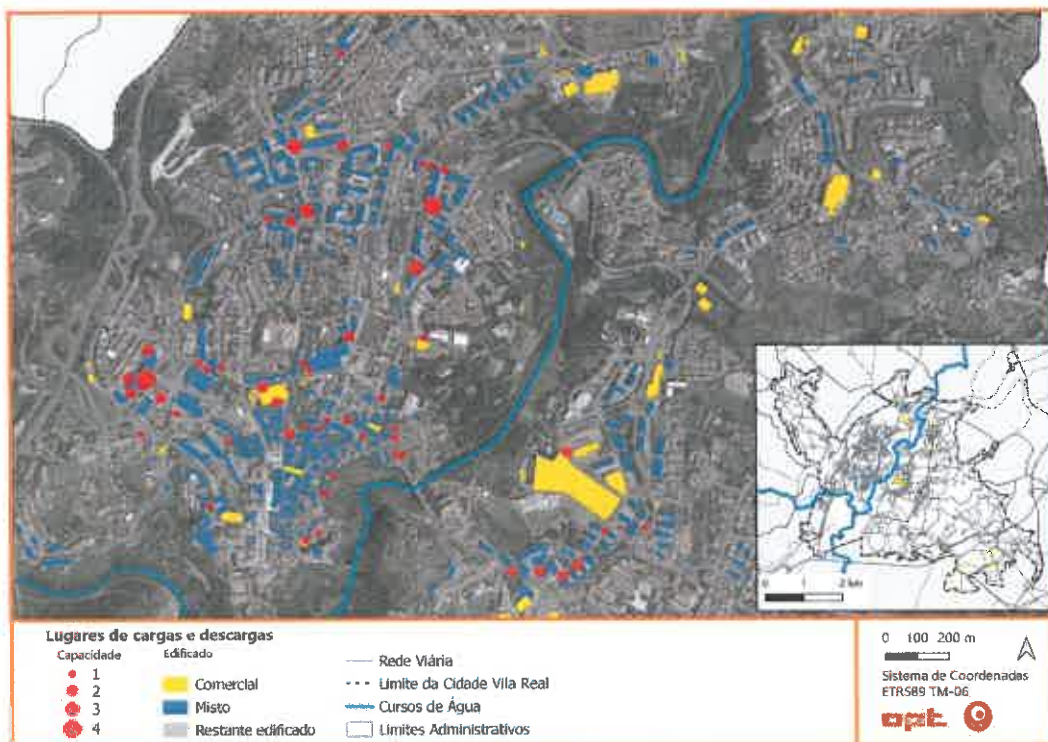 0 1 2 km
Lugares de cargas e descargas
Capacidade
1
2
3
4
Edificado
Comercial
Misto
Restante edificado
Rede Viária
Limite da Cidade Vila Real
Cursos de Água
Limites Administrativos
0 100 200 m
Sistema de Coordenadas
ETRS89 TM-06
opt